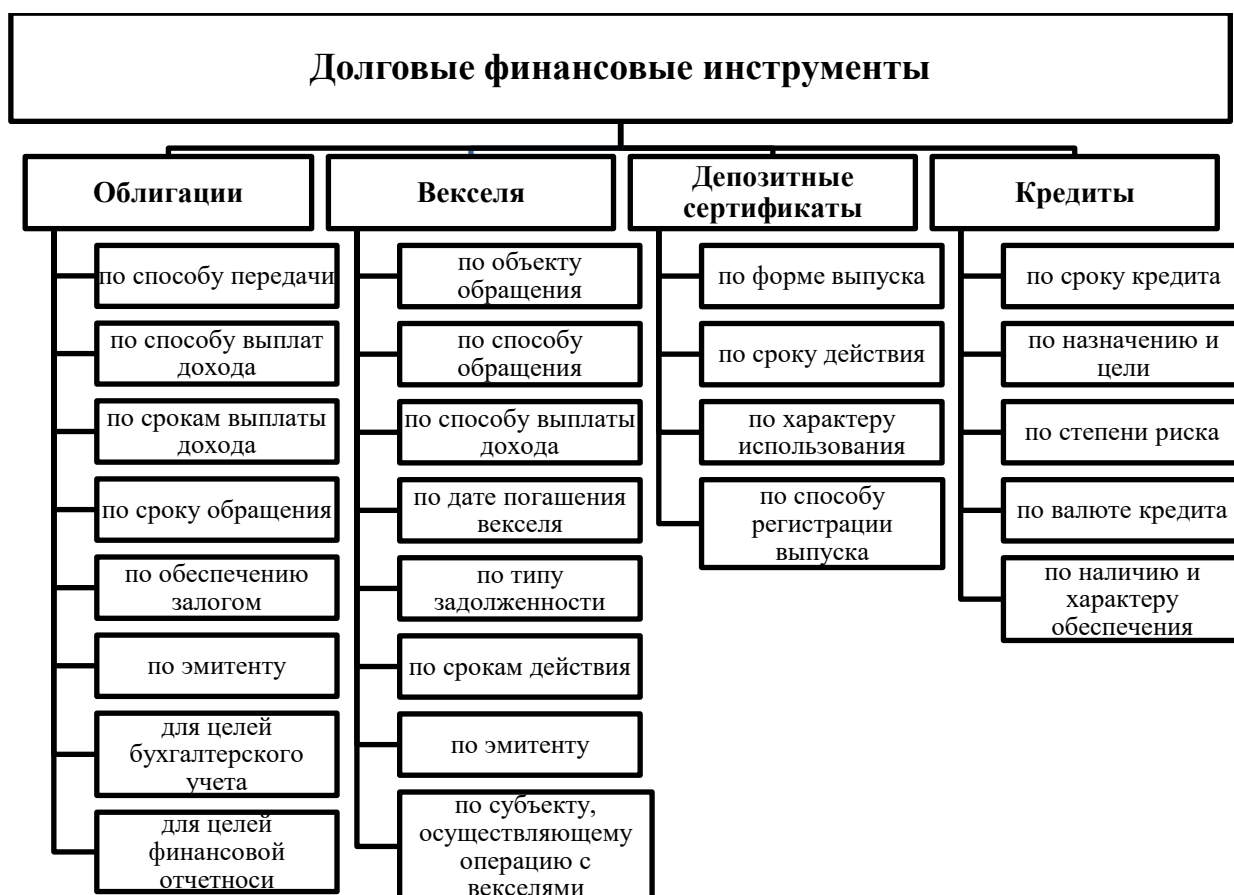 Долговые финансовые инструменты
Облигации
по способу передачи
по способу выплат
дохода
по срокам выплаты
дохода
по сроку обращения
по обеспечению
залогом
по эмитенту
для целей
бухгалтерского
учета
для целей
финансовой
отчетноси
Векселя
по объекту
обращения
по способу
обращения
по способу выплаты
дохода
по дате погашения
векселя
по типу
задолженности
по срокам действия
по эмитенту
по субъекту,
осуществляющему
операцию с
векселями
Депозитные
сертификаты
по форме выпуска
по сроку действия
по характеру
использования
по способу
регистрации
выпуска
Кредиты
по сроку кредита
по назначению и
цели
по степени риска
по валюте кредита
по наличию и
характеру
обеспечения